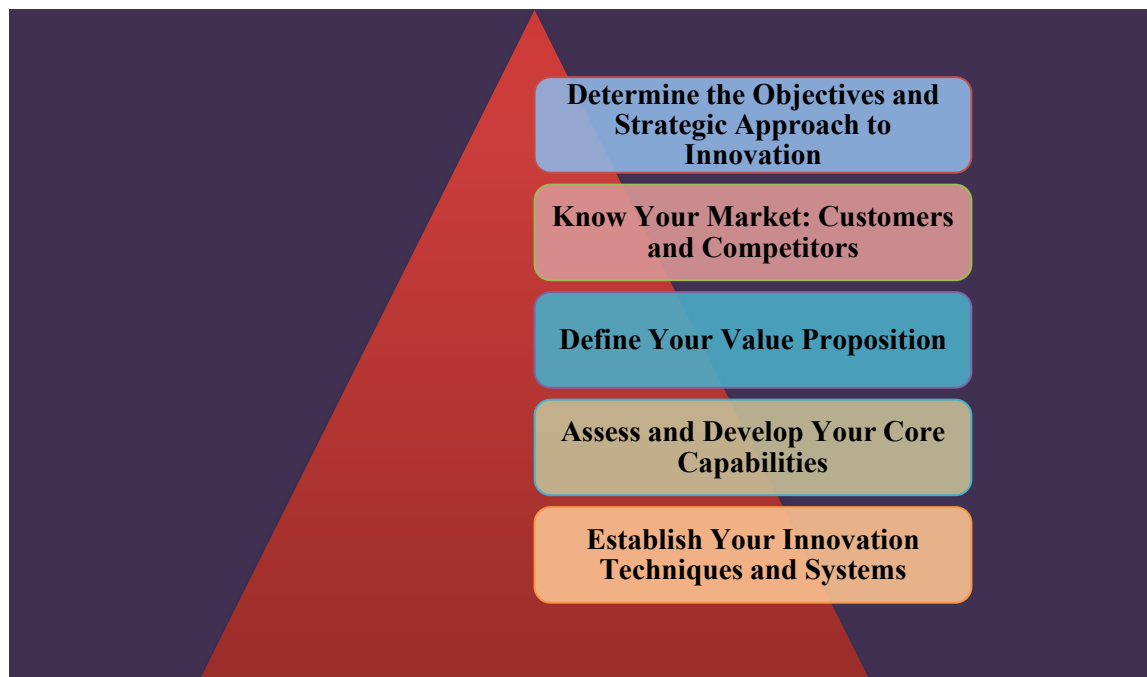 Determine the Objectives and
Strategic Approach to
Innovation
Know Your Market: Customers
and Competitors
Define Your Value Proposition
Assess and Develop Your Core
Capabilities
Establish Your Innovation
Techniques and Systems